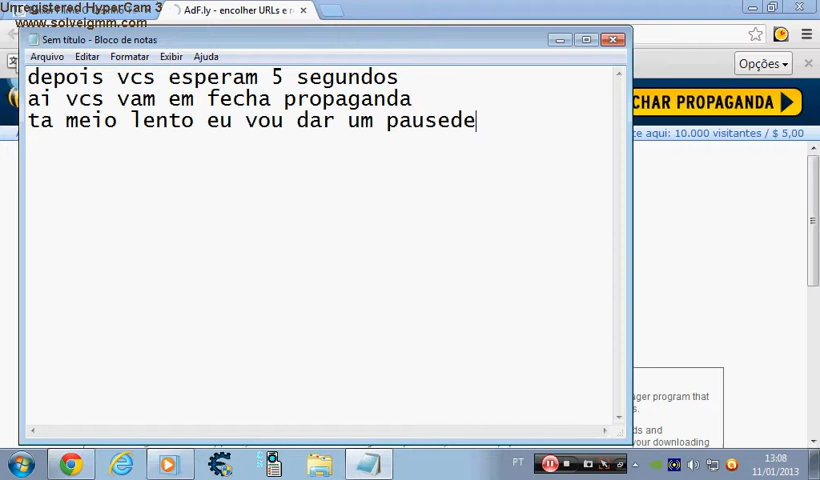 Unregistered HyperCam 3
www.solveigmm.com
AdF.ly - encolher URLs e r
Sem título - Bloco de notas
Arquivo Editar Formatar Exibir Ajuda
depois vcs esperam 5 segundos
ai vcs vam em fecha propaganda
ta meio lento eu vou dar um pausede
Opções
CHAR PROPAGANDA
te aqui: 10.000 visitantes / $ 5,00
ager program that
s.
ds and
your downloading
PT
13:08
11/01/2013